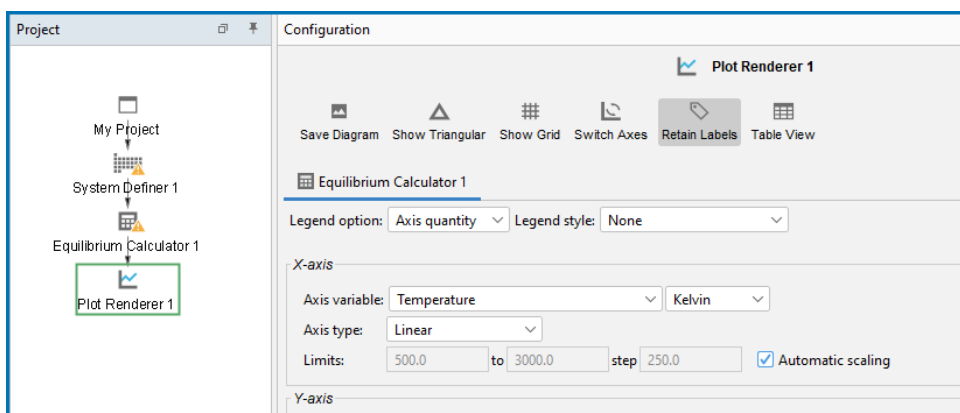 Project
My Project
System Definer 1
Equilibrium Calculator 1
Plot Renderer 1
Configuration
Plot Renderer 1
Save Diagram Show Triangular Show Grid Switch Axes Retain Labels Table View
Equilibrium Calculator 1
Legend option: Axis quantity Legend style: None
X-axis
Axis variable: Temperature Kelvin
Axis type: Linear
Limits: 500.0 to 3000.0 step 250.0 Automatic scaling
Y-axis